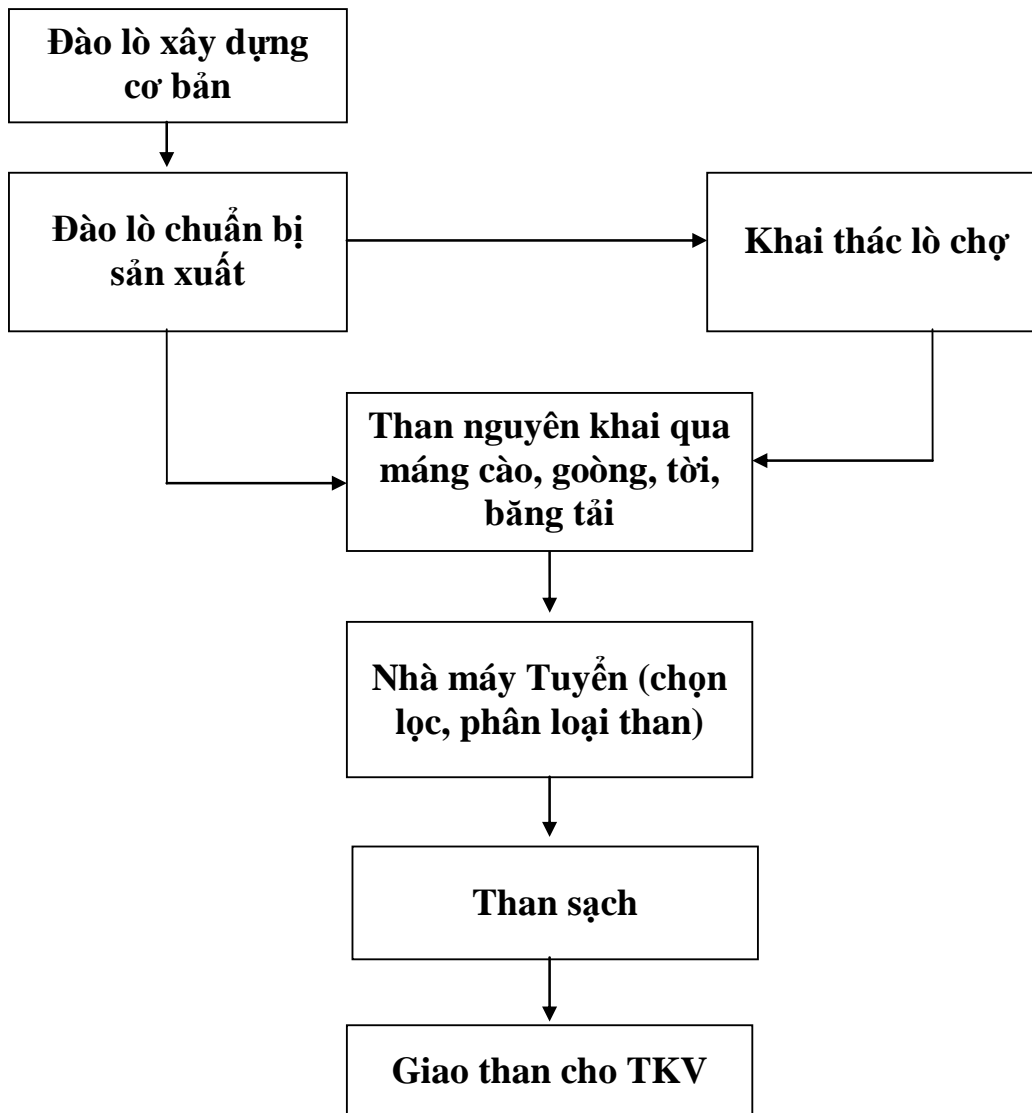 Đào lò xây dựng
cơ bản
Đào lò chuẩn bị
sản xuất
Khai thác lò chợ
Than nguyên khai qua
máng cào, goòng, tời,
băng tải
Nhà máy Tuyển (chọn
lọc, phân loại than)
Than sạch
Giao than cho TKV